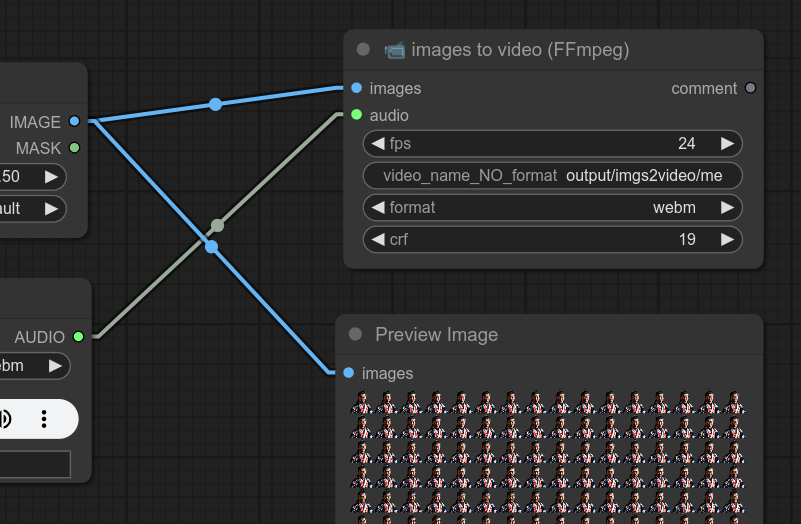 images to video (FFmpeg)
IMAGE
MASK
.50
ault
images
comment
audio
fps 24
video_name_NO_format output/imgs2video/me
format webm
crf 19
AUDIO
ebm
Preview Image
images